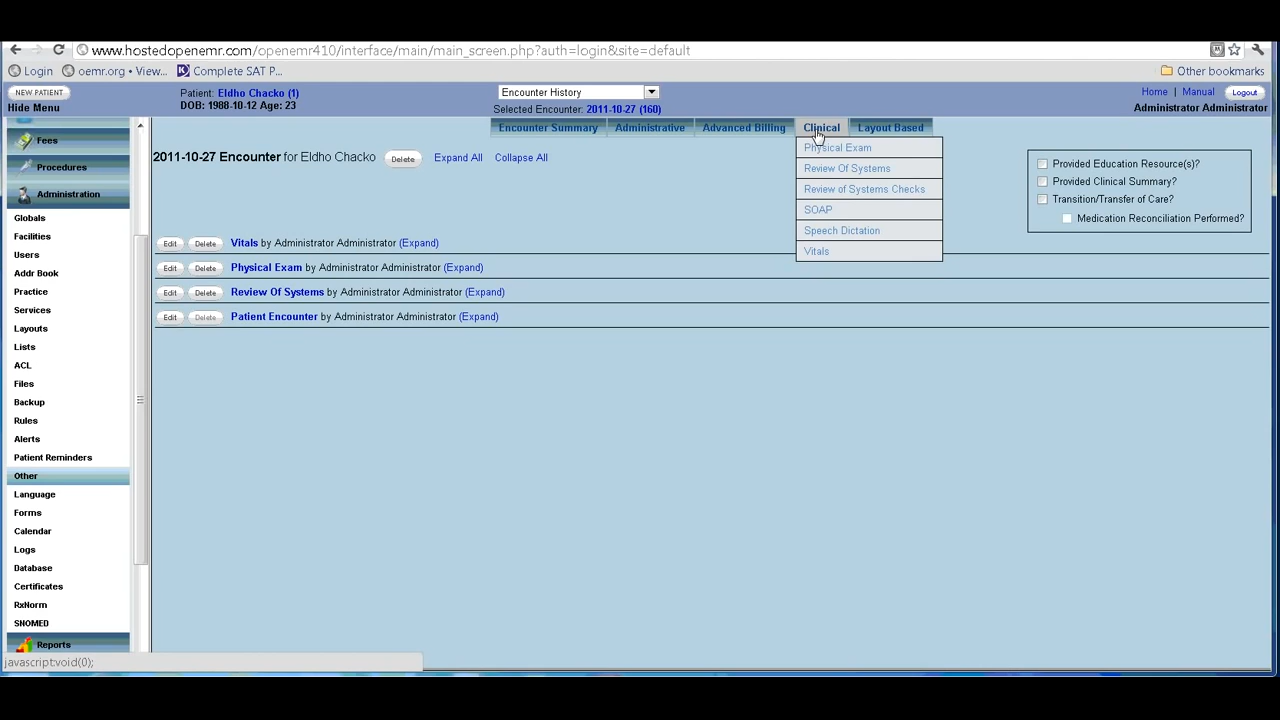 www.hostedopenemr.com/openemr410/interface/main/main_screen.php?auth=login&site=default
Login oemr.org • View... Complete SAT P... Other bookmarks
NEW PATIENT Patient: Eldho Chacko (1) Encounter History Home | Manual Logout
Hide Menu DOB: 1988-10-12 Age: 23 Selected Encounter: 2011-10-27 (160) Administrator Administrator
Encounter Summary Administrative Advanced Billing Clinical Layout Based
2011-10-27 Encounter for Eldho Chacko Delete Expand All Collapse All
Physical Exam
Review Of Systems
Review of Systems Checks
SOAP
Speech Dictation
Vitals
Provided Education Resource(s)?
Provided Clinical Summary?
Transition/Transfer of Care?
Medication Reconciliation Performed?
Edit Delete Vitals by Administrator Administrator (Expand)
Edit Delete Physical Exam by Administrator Administrator (Expand)
Edit Delete Review Of Systems by Administrator Administrator (Expand)
Edit Delete Patient Encounter by Administrator Administrator (Expand)
Fees
Procedures
Administration
Globals
Facilities
Users
Addr Book
Practice
Services
Layouts
Lists
ACL
Files
Backup
Rules
Alerts
Patient Reminders
Other
Language
Forms
Calendar
Logs
Database
Certificates
RxNorm
SNOMED
Reports
javascript:void(0);